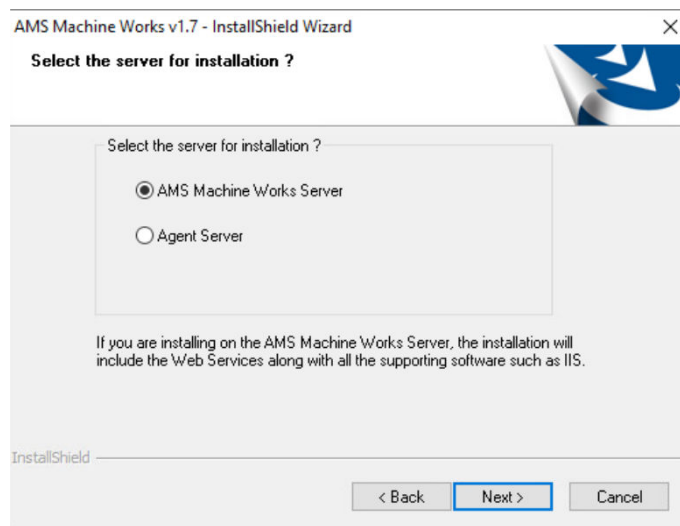 AMS Machine Works v1.7 - InstallShield Wizard
Select the server for installation ?
Select the server for installation ?
AMS Machine Works Server
Agent Server
If you are installing on the AMS Machine Works Server, the installation will
include the Web Services along with all the supporting software such as IIS.
InstallShield
< Back
Next >
Cancel